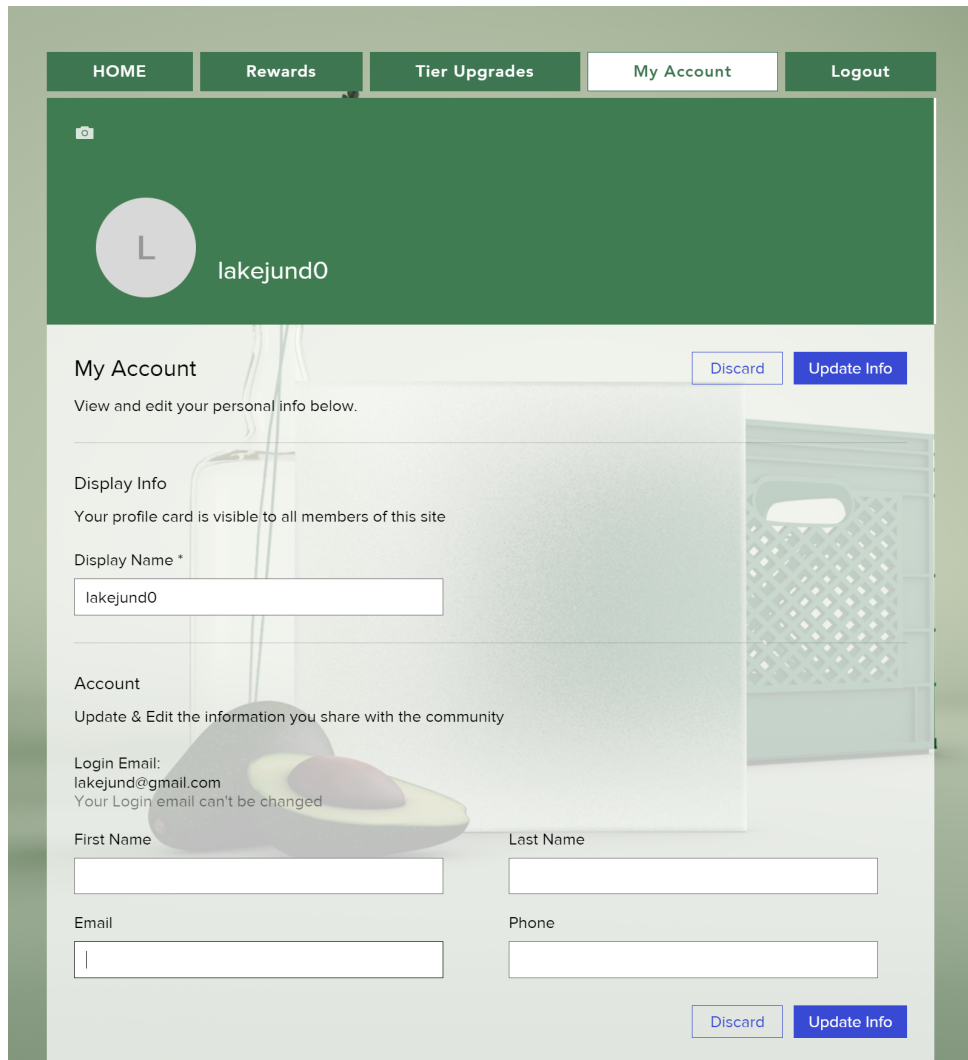 HOME Rewards Tier Upgrades My Account Logout
L
lakejund0
My Account
Discard Update Info
View and edit your personal info below.
Display Info
Your profile card is visible to all members of this site
Display Name *
lakejund0
Account
Update & Edit the information you share with the community
Login Email:
lakejund@gmail.com
Your Login email can't be changed
First Name Last Name
Email Phone
Discard Update Info